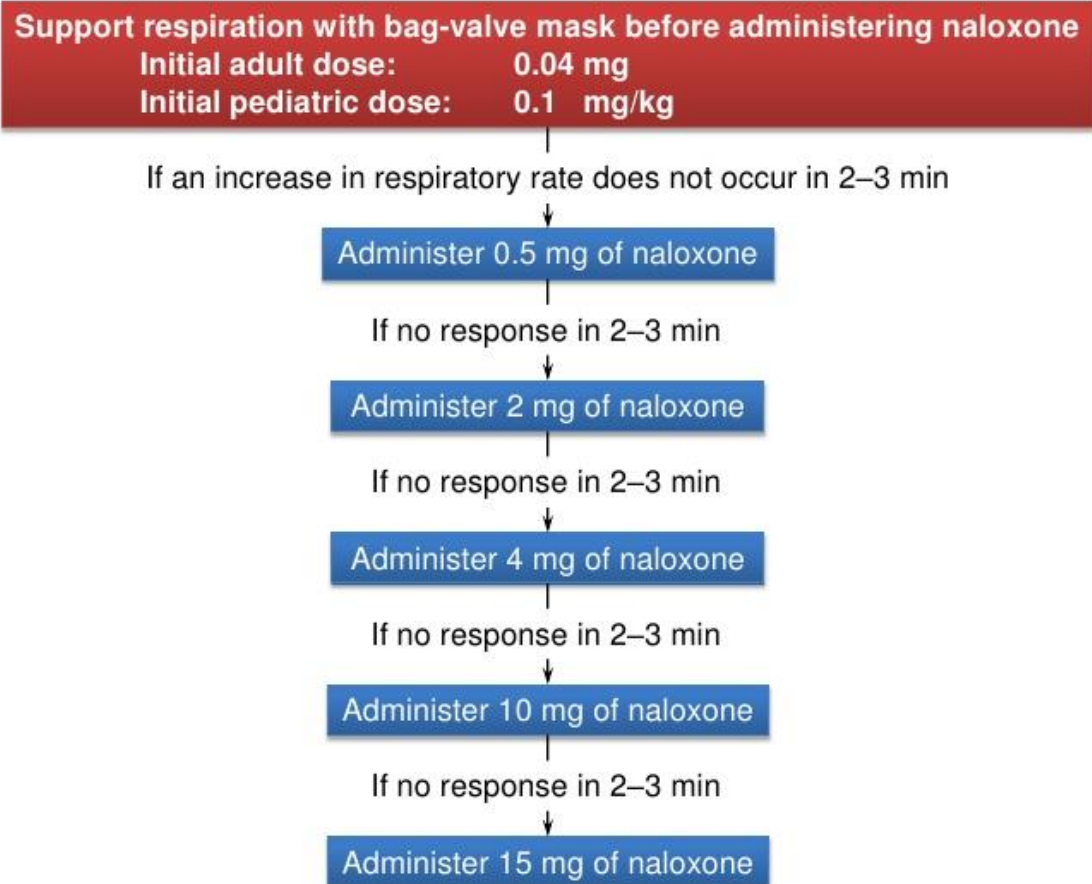 Support respiration with bag-valve mask before administering naloxone
Initial adult dose: 0.04 mg
Initial pediatric dose: 0.1 mg/kg
If an increase in respiratory rate does not occur in 2–3 min
Administer 0.5 mg of naloxone
If no response in 2–3 min
Administer 2 mg of naloxone
If no response in 2–3 min
Administer 4 mg of naloxone
If no response in 2–3 min
Administer 10 mg of naloxone
If no response in 2–3 min
Administer 15 mg of naloxone